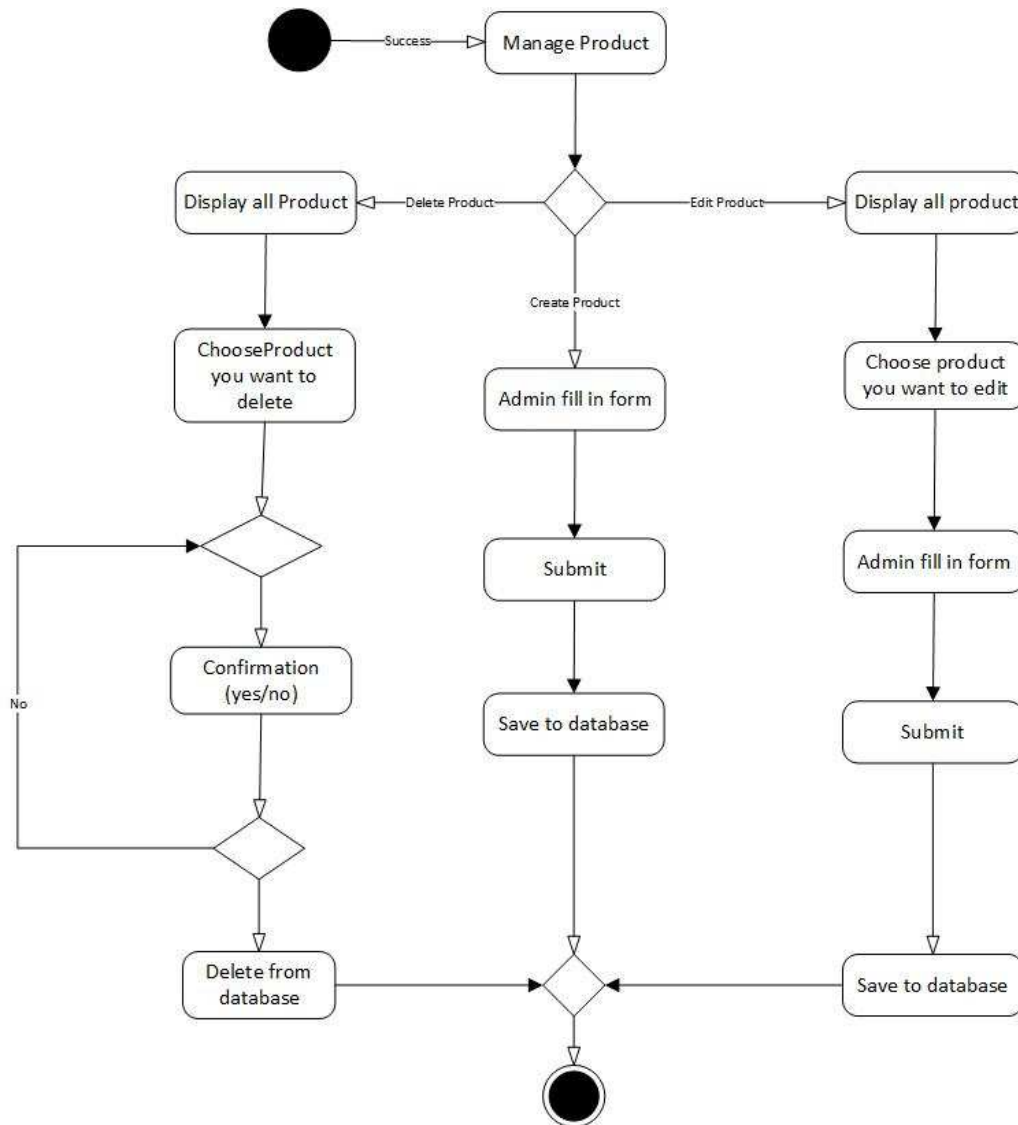 Success
Manage Product
Display all Product
Delete Product
Edit Product
Display all product
Create Product
ChooseProduct
you want to
delete
Choose product
you want to edit
Admin fill in form
Admin fill in form
Submit
Confirmation
(yes/no)
No
Save to database
Submit
Delete from
database
Save to database